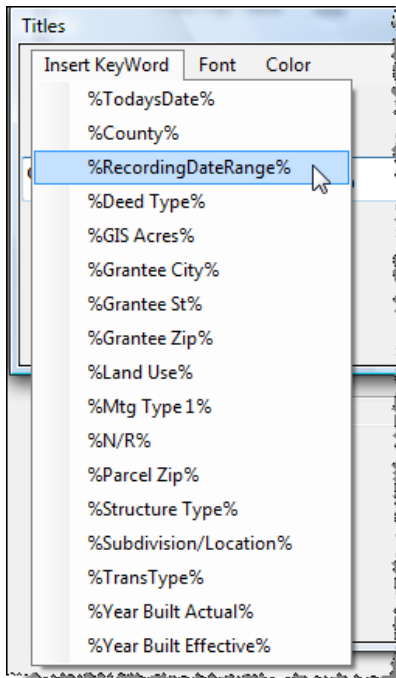 Titles
Insert KeyWord Font Color
%TodaysDate%
%County%
%RecordingDateRange%
%Deed Type%
%GIS Acres%
%Grantee City%
%Grantee St%
%Grantee Zip%
%Land Use%
%Mtg Type 1%
%N/R%
%Parcel Zip%
%Structure Type%
%Subdivision/Location%
%TransType%
%Year Built Actual%
%Year Built Effective%